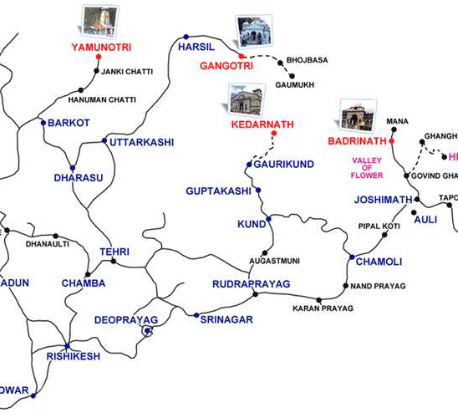 YAMUNOTRI
JANKI CHATTI
HANUMAN CHATTI
HARSIL
GANGOTRI
BHOJBASA
GAUMUKH
KEDARNATH
BADRINATH
MANA
GHANGH
VALLEY
OF
FLOWER
GOVIND GHA
BARKOT
UTTARKASHI
DHARASU
GAURIKUND
GUPTAKASHI
JOSHIMATH
TAPO
AULI
KUND
PIPAL KOTI
DHANAULTI
TEHRI
AUGASTMUNI
CHAMOLI
ADUN
CHAMBA
RUDRAPRAYAG
NAND PRAYAG
KARAN PRAYAG
DEOPRAYAG
SRINAGAR
RISHIKESH
DWAR